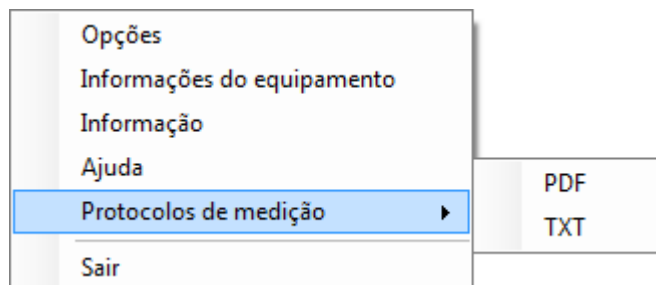 Opções
Informações do equipamento
Informação
Ajuda
Protocolos de medição
PDF
TXT
Sair